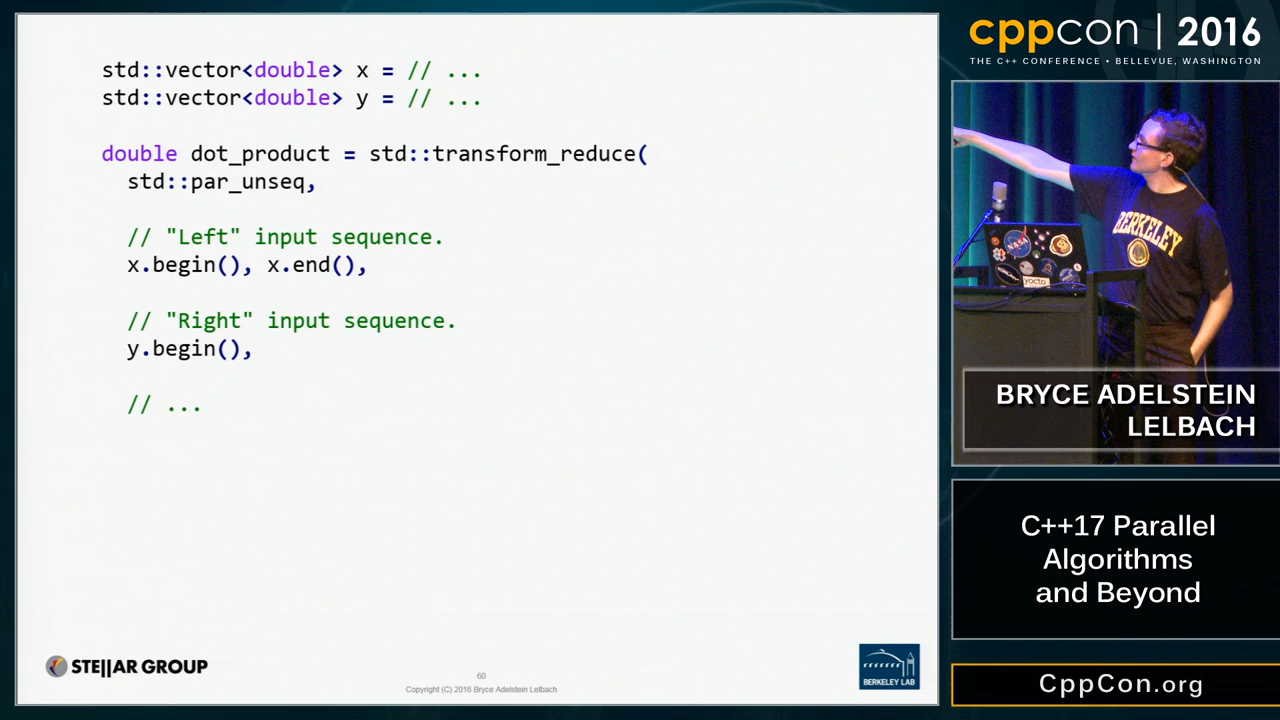 std::vector<double> x = // ...
std::vector<double> y = // ...
double dot_product = std::transform_reduce(
std::par_unseq,
// "Left" input sequence.
x.begin(), x.end(),
// "Right" input sequence.
y.begin(),
// ...
STE||AR GROUP
60
Copyright (C) 2016 Bryce Adelstein Lelbach
BERKELEY LAB
cppcon | 2016
THE C++ CONFERENCE • BELLEVUE, WASHINGTON
BERKELEY
NASA
yocto
BRYCE ADELSTEIN
LELBACH
C++17 Parallel
Algorithms
and Beyond
CppCon.org